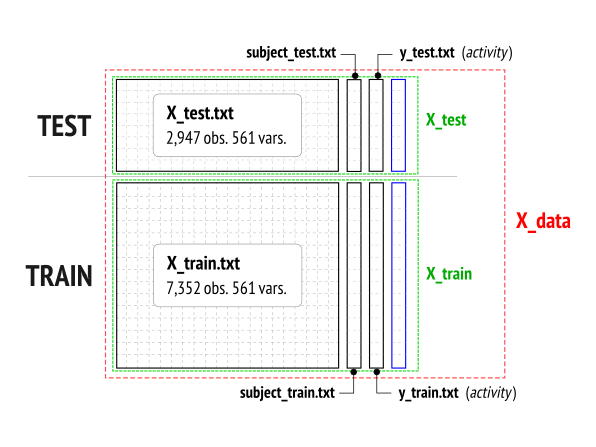 subject_test.txt
y_test.txt (activity)
TEST
X_test.txt
2,947 obs. 561 vars.
X_test
X_data
TRAIN
X_train.txt
7,352 obs. 561 vars.
X_train
subject_train.txt
y_train.txt (activity)